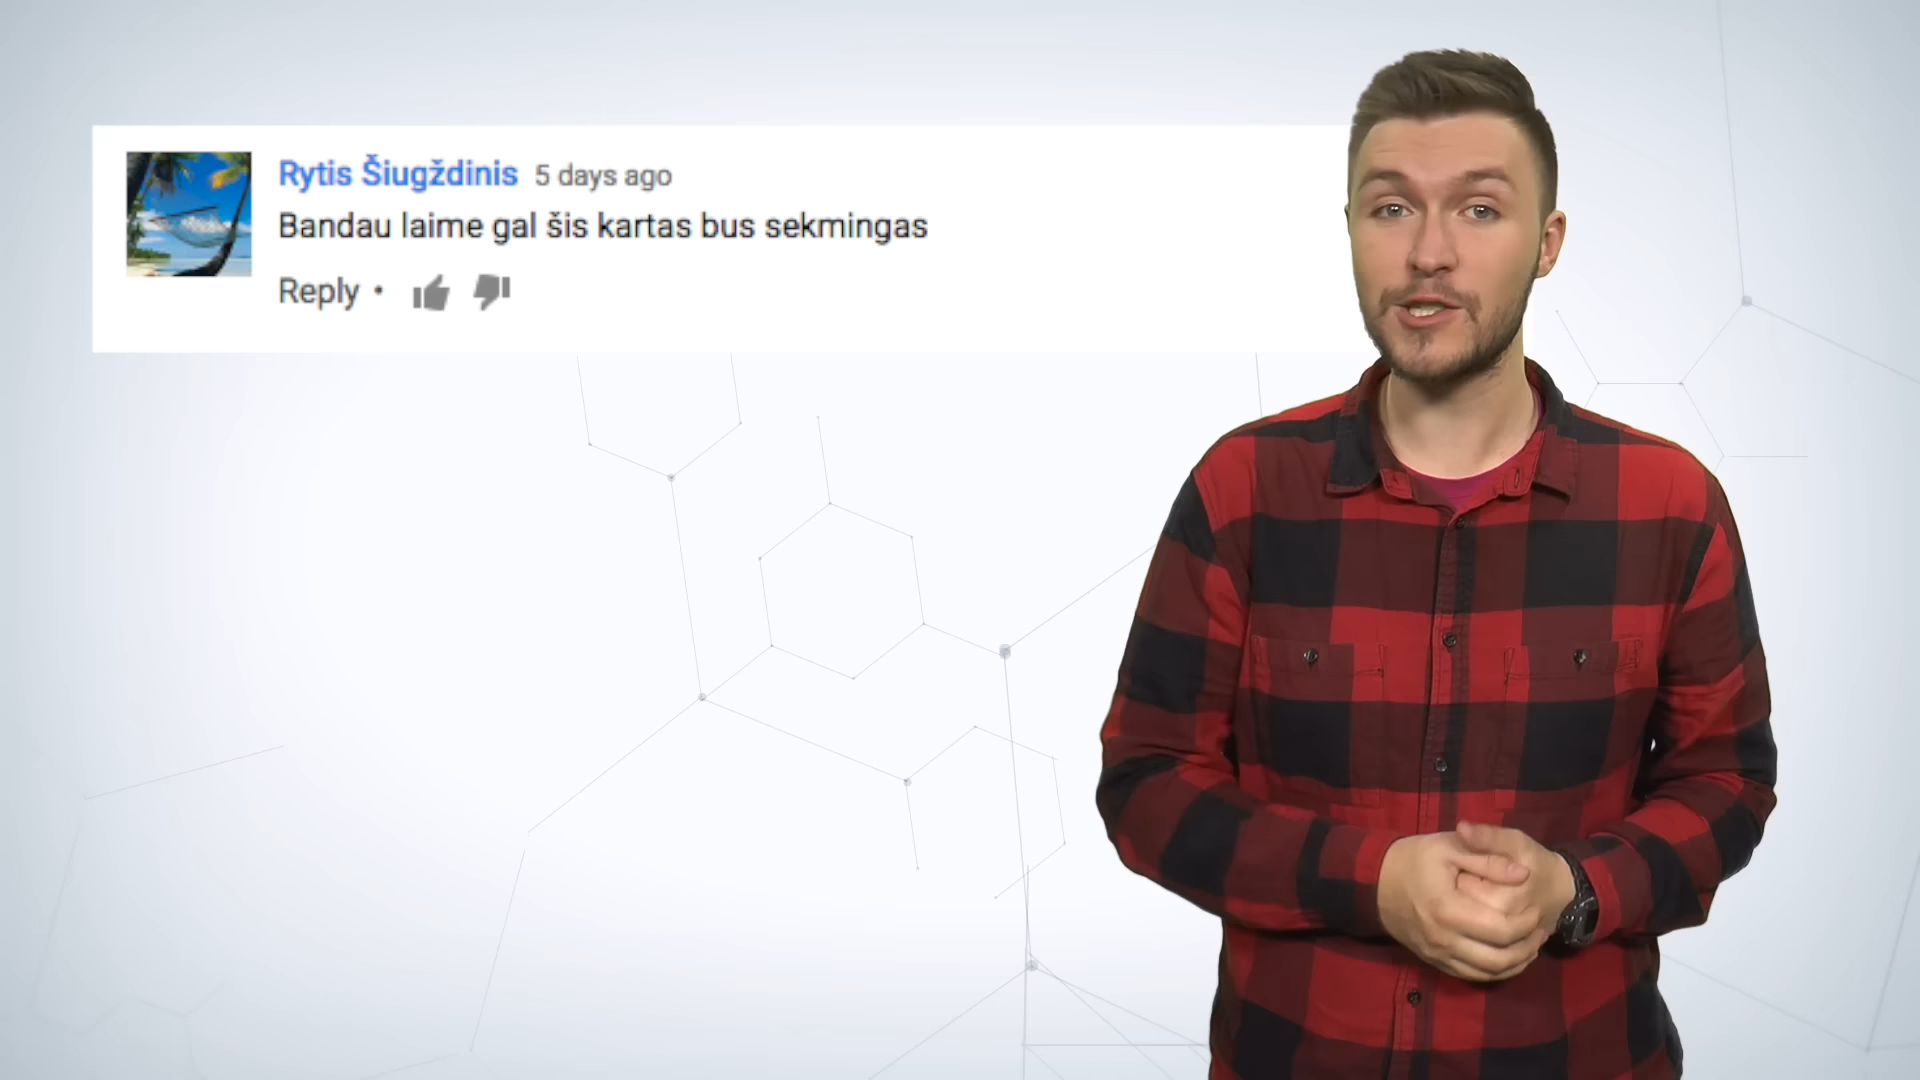 Rytis Šiugždinis 5 days ago
Bandau laime gal šis kartas bus sekmingas
Reply •